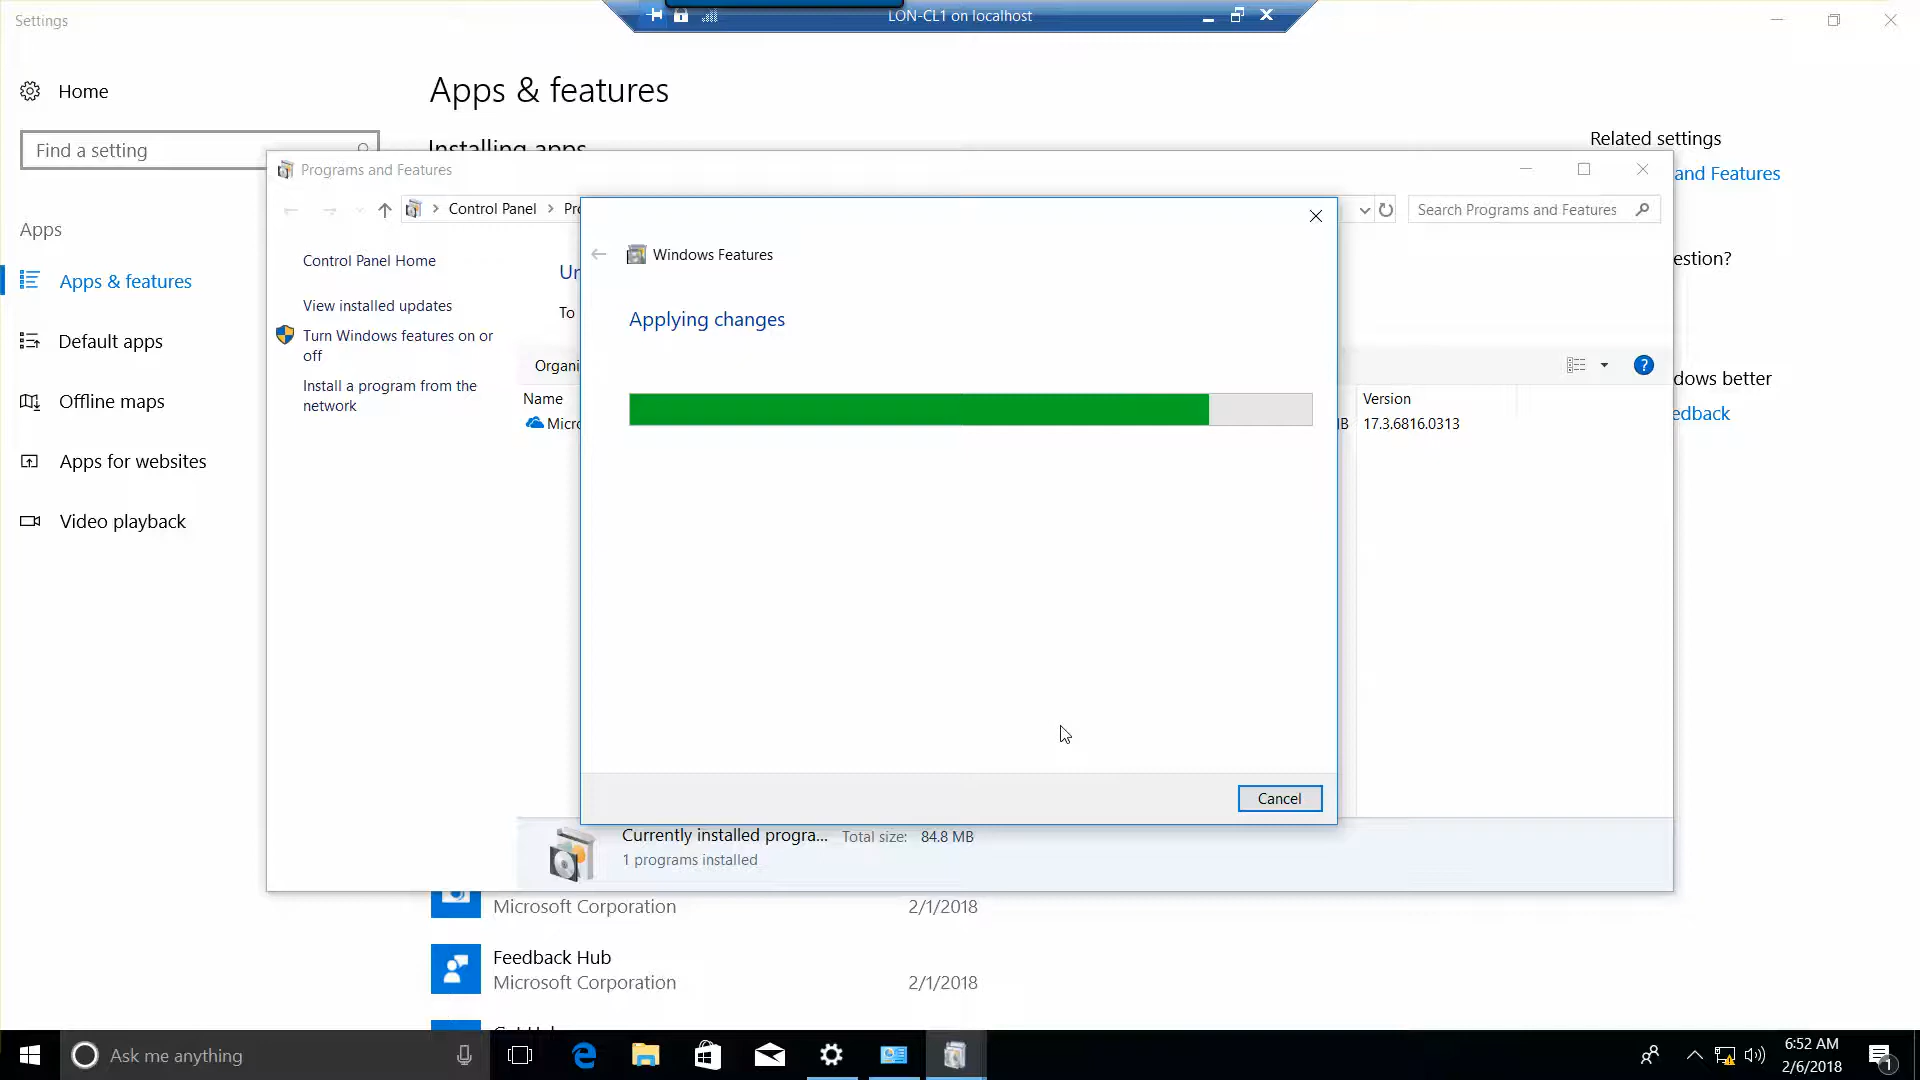 Settings
LON-CL1 on localhost
Home
Find a setting
Apps
Apps & features
Default apps
Offline maps
Apps for websites
Video playback
Apps & features
Installing apps
Related settings
and Features
estion?
dows better
edback
Programs and Features
Control Panel
Search Programs and Features
Control Panel Home
View installed updates
Turn Windows features on or
off
Install a program from the
network
To
Name
Version
17.3.6816.0313
Windows Features
Applying changes
Cancel
Currently installed progra... Total size: 84.8 MB
1 programs installed
Microsoft Corporation 2/1/2018
Feedback Hub
Microsoft Corporation 2/1/2018
Ask me anything
6:52 AM
2/6/2018
1